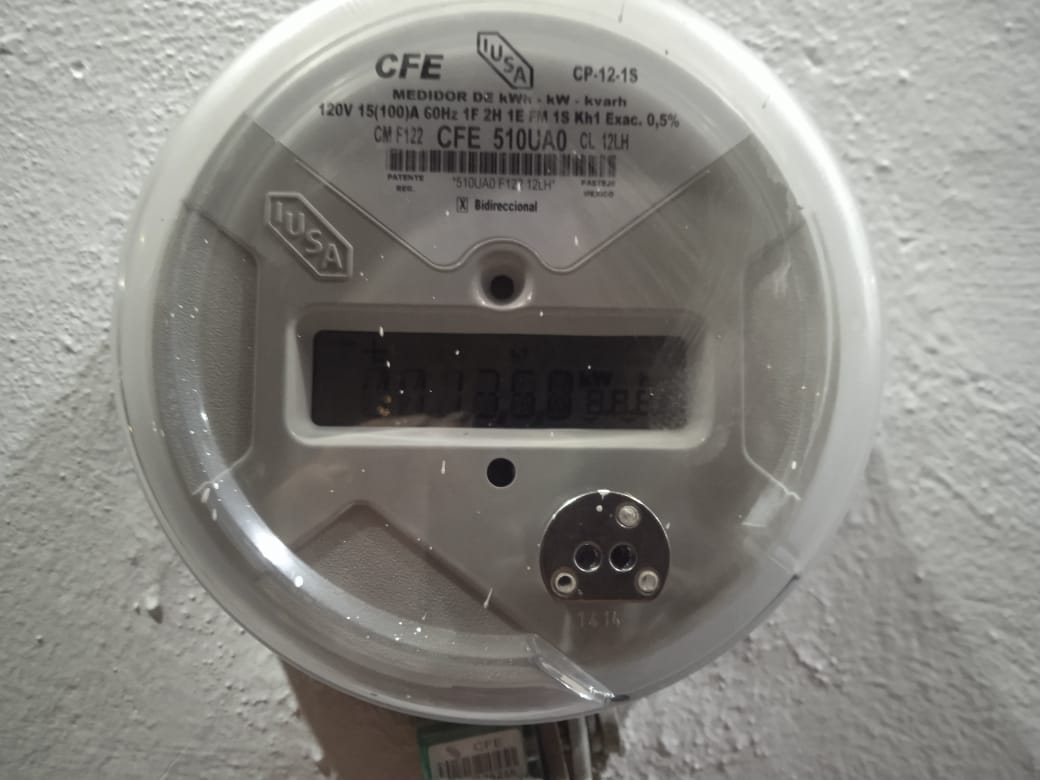 CFE IUSA CP-12-1S
MEDIDOR DE kWh - kW - kvarh
120V 15(100)A 60Hz 1F 2H 1E FM 1S Kh1 Exac. 0,5%
CM F122 CFE 510UA0 CL 12LH
PATENTE REG.
*510UA0 F122 12LH*
PASTEJE MEXICO
X Bidireccional
IUSA
kW
1414
CFE